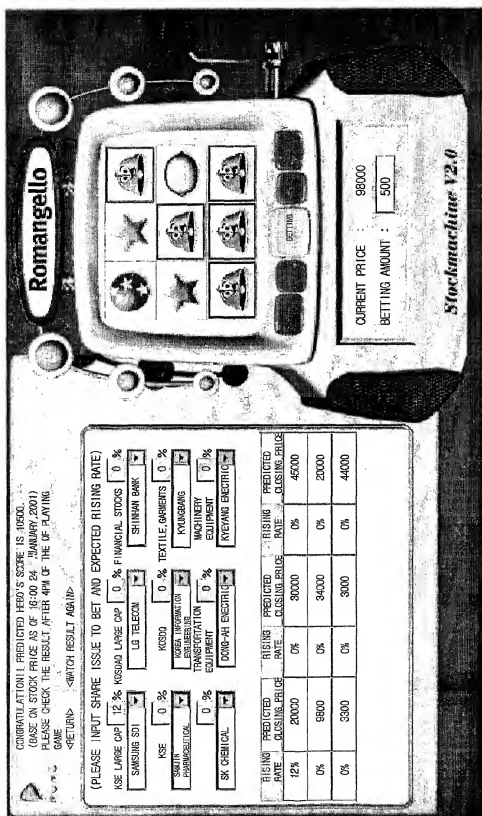 CONGRATULATION!! PREDICTED HERO'S SCORE IS -10500.
(BASE ON STOCK PRICE AS OF 16:00 24 JANUARY,2001)
PLEASE CHECK THE RESULT AFTER 4PM OF THE OF PLAYING
GAME
<RETURN> <WATCH RESULT AGAIN>
(PLEASE INPUT SHARE ISSUE TO BET AND EXPECTED RISING RATE)
KSE LARGE CAP 12 % KOSDAQ LARGE CAP 0 % FINANCIAL STOCKS 0 %
SAMSUNG SDI LG TELECOM SHINHAN BANK
KSE 0 % KOSDQ 0 % TEXTILE,GARMENTS 0 %
PHARMACEUTICAL KOREA INFORMATION ENGINEERING KYUNGBANG
TRANSPORTATION EQUIPMENT 0 % MACHINERY EQUIPMENT 0 %
SK CHEMICAL DONG-AH ENECTRIC KYEYANG ENECTRIC
RISING RATE PREDICTED CLOSING PRICE RISING RATE PREDICTED CLOSING PRICE RISING RATE PREDICTED CLOSING PRICE
12% 20000 0% 30000 0% 45000
0% 9800 0% 34000 0% 20000
0% 3300 0% 3000 0% 44000
Romangello
BETTING
CURRENT PRICE : 98000
BETTING AMOUNT : 500
Stockmachine V2.0